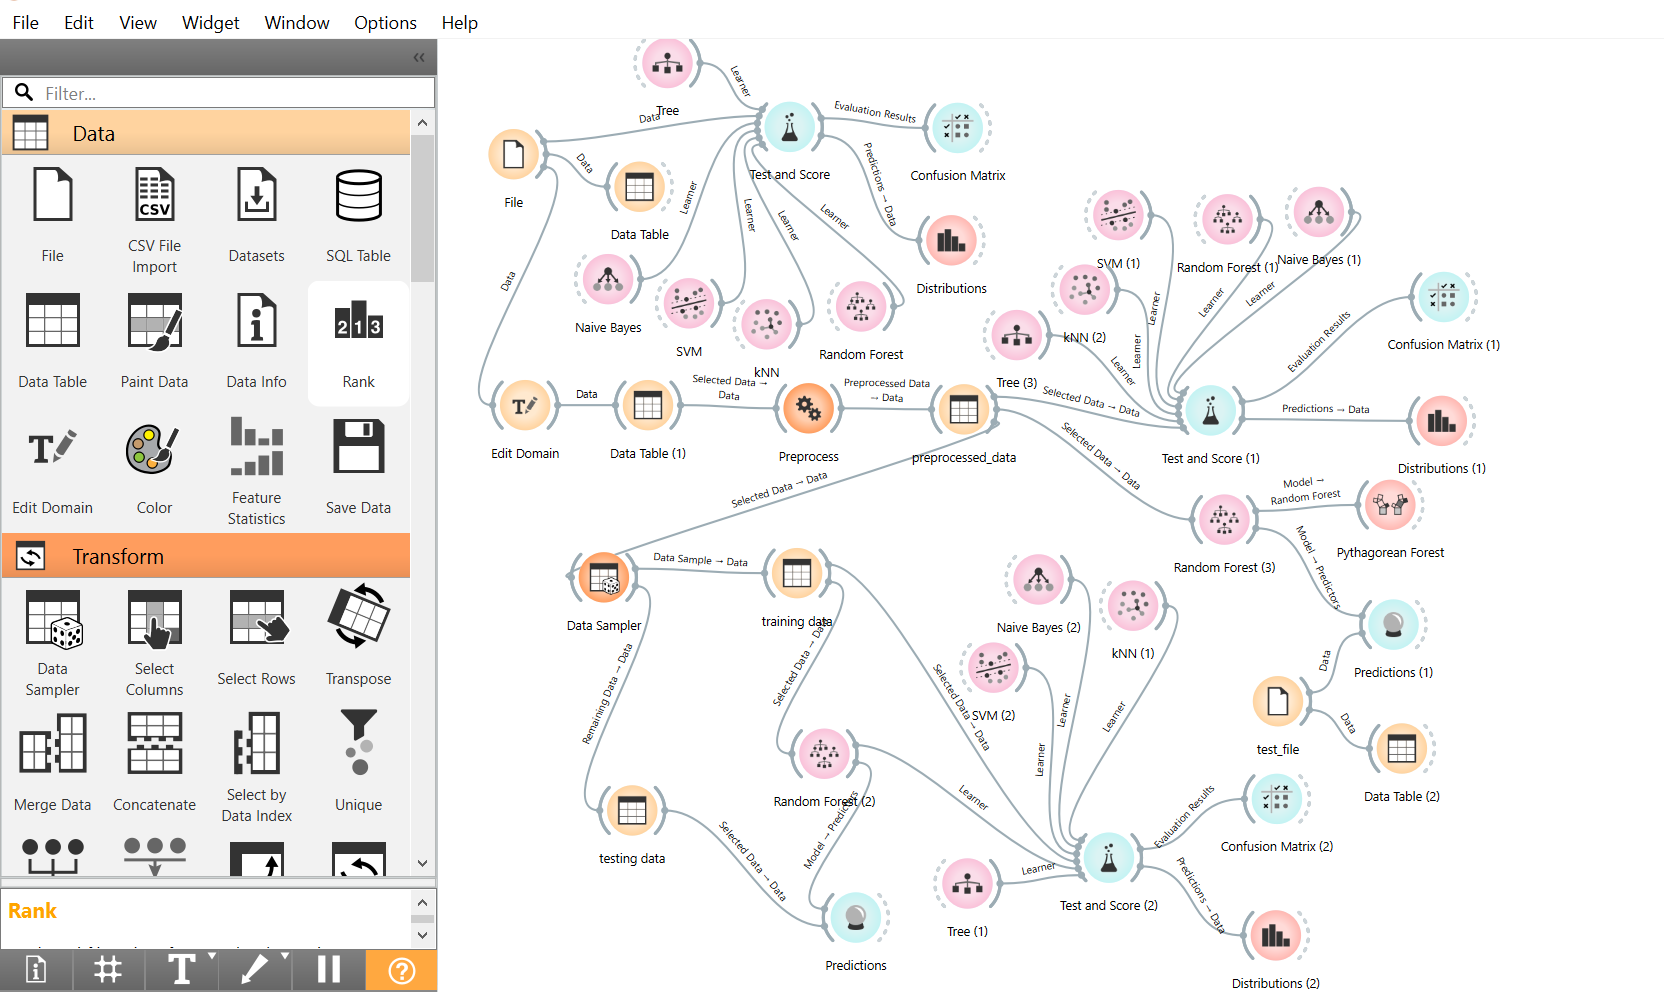 File Edit View Widget Window Options Help
Filter...
Data
File
CSV
CSV File Import
Datasets
SQL Table
Data Table
Paint Data
Data Info
2 1 3
Rank
Edit Domain
Color
Feature Statistics
Save Data
Transform
Data Sampler
Select Columns
Select Rows
Transpose
Merge Data
Concatenate
Select by Data Index
Unique
Rank
Tree
Learner
Data
File
Data
Data Table
Test and Score
Evaluation Results
Confusion Matrix
Predictions → Data
Distributions
Learner
Learner
Learner
Learner
Naive Bayes
SVM
kNN
Random Forest
Data
Edit Domain
Data
Data Table (1)
Selected Data → Data
Preprocess
Preprocessed Data → Data
preprocessed_data
SVM (1)
Random Forest (1)
Naive Bayes (1)
kNN (2)
Tree (3)
Learner
Learner
Learner
Learner
Learner
Selected Data → Data
Test and Score (1)
Evaluation Results
Confusion Matrix (1)
Predictions → Data
Distributions (1)
Selected Data → Data
Random Forest (3)
Model → Random Forest
Pythagorean Forest
Model → Predictors
Predictions (1)
Data
test_file
Data
Data Table (2)
Selected Data → Data
Data Sampler
Data Sample → Data
training data
Remaining Data → Data
testing data
Selected Data → Data
Random Forest (2)
Selected Data → Data
Model → Predictors
Predictions
Selected Data → Data
Naive Bayes (2)
kNN (1)
SVM (2)
Learner
Learner
Learner
Learner
Tree (1)
Learner
Test and Score (2)
Evaluation Results
Confusion Matrix (2)
Predictions → Data
Distributions (2)